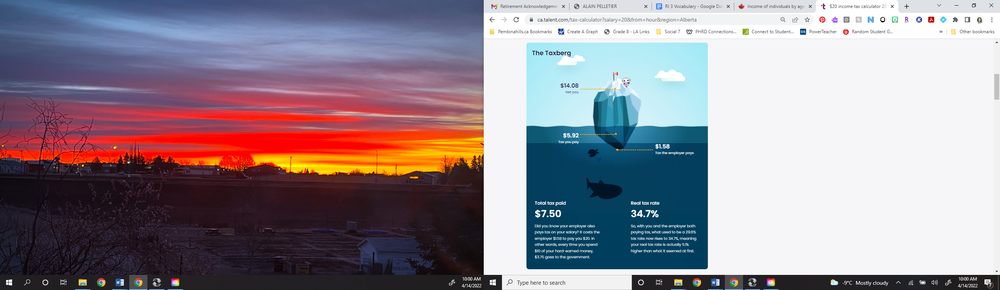 Retirement Acknowledgemer
ALAIN PELLETIER
RI 3 Vocabulary - Google Do
Income of individuals by age
$20 income tax calculator 20
ca.talent.com/tax-calculator?salary=20&from=hour&region=Alberta
Pembinahills.ca Bookmarks
Create A Graph
Grade 8 - LA Links
Social 7
PHRD Connections...
Connect to Student...
SIS
PowerTeacher
Random Student G...
»
Other bookmarks
The Taxberg
$14.08
Net pay
$5.92
Tax you pay
$1.58
Tax the employer pays
Total tax paid
$7.50
Did you know your employer also
pays tax on your salary? It costs the
employer $1.58 to pay you $20. In
other words, every time you spend
$10 of your hard-earned money,
$3.75 goes to the government.
Real tax rate
34.7%
So, with you and the employer both
paying tax, what used to be a 29.6%
tax rate now rises to 34.7%, meaning
your real tax rate is actually 5.1%
higher than what it seemed at first.
10:00 AM
4/14/2022
Type here to search
-9°C Mostly cloudy
10:00 AM
4/14/2022
7